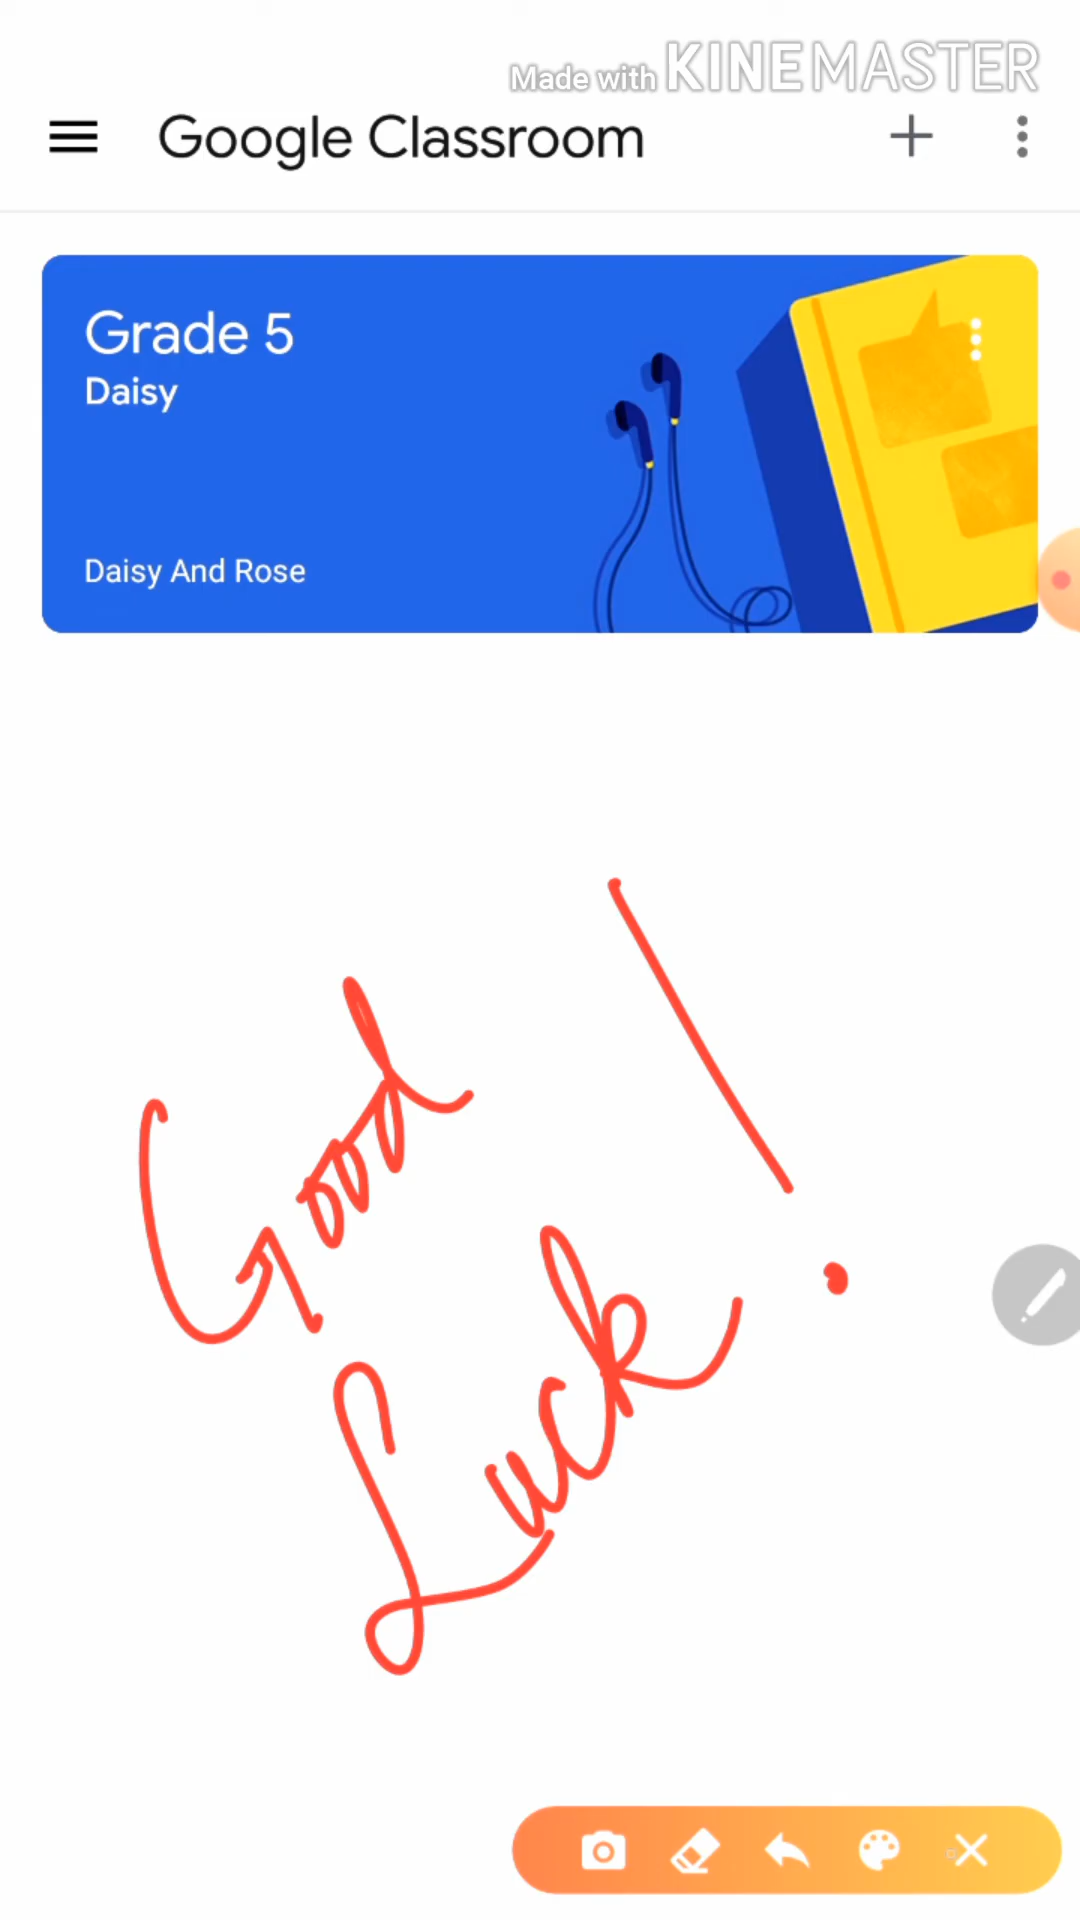 Made with KINEMASTER
Google Classroom
Grade 5
Daisy
Daisy And Rose
Good
Luck!